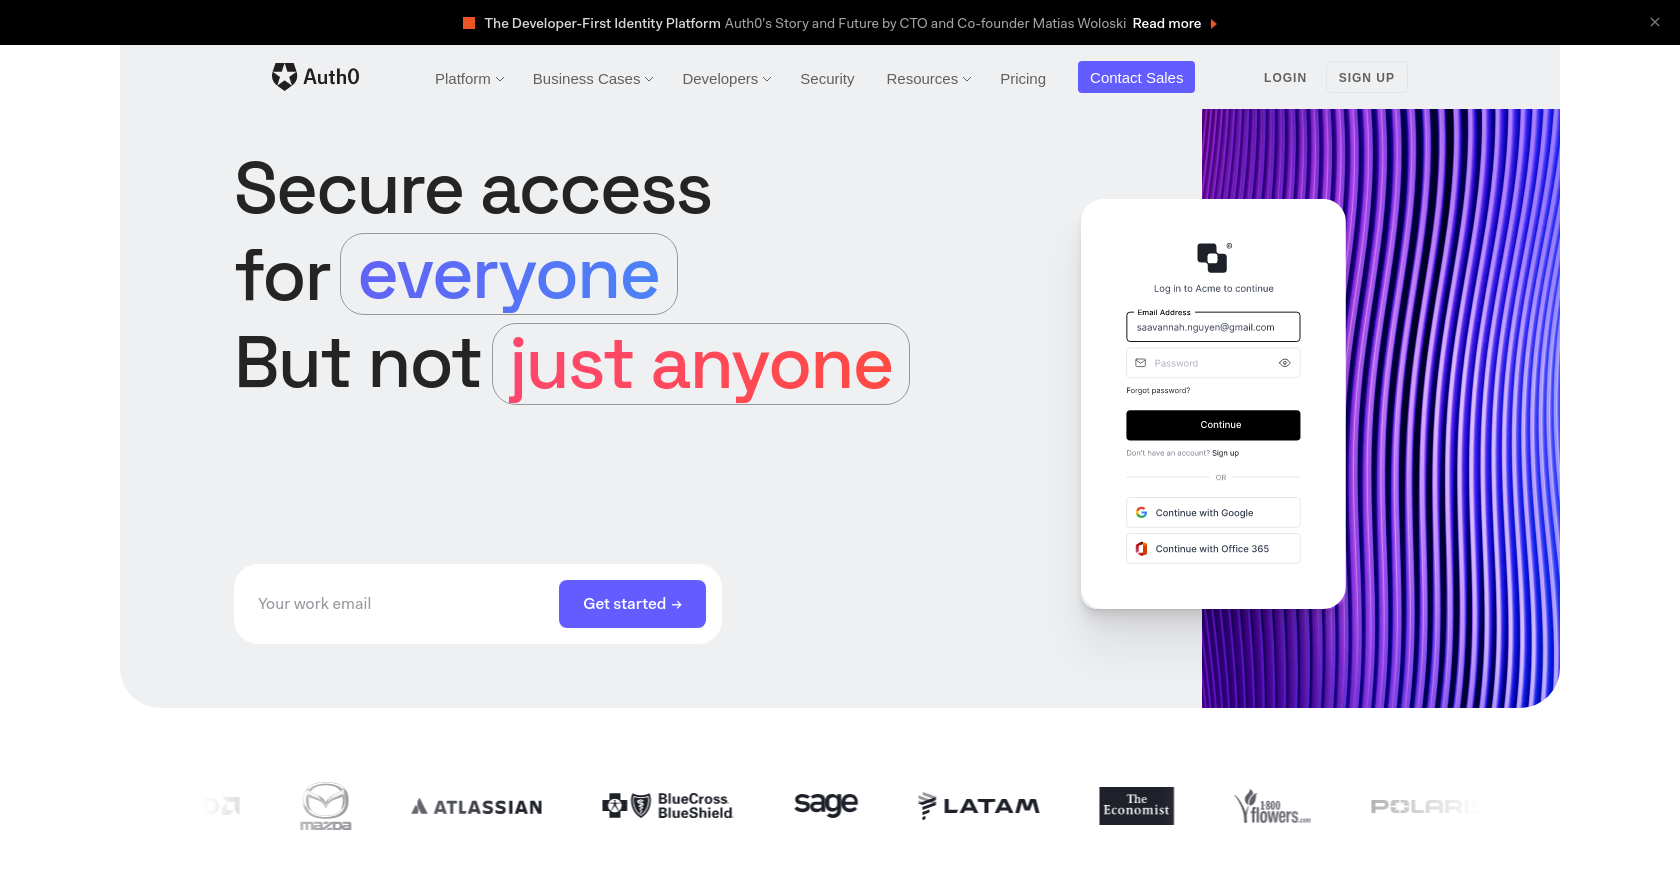 The Developer-First Identity Platform Auth0's Story and Future by CTO and Co-founder Matias Woloski Read more
Auth0 Platform Business Cases Developers Security Resources Pricing Contact Sales LOGIN SIGN UP
Secure access
for everyone
But not just anyone
Your work email Get started →
Log in to Acme to continue
Email Address
saavannah.nguyen@gmail.com
Password
Forgot password?
Continue
Don't have an account? Sign up
OR
Continue with Google
Continue with Office 365
mazda
ATLASSIAN
BlueCross
BlueShield
sage
LATAM
The
Economist
1-800
flowers.com
POLARIS